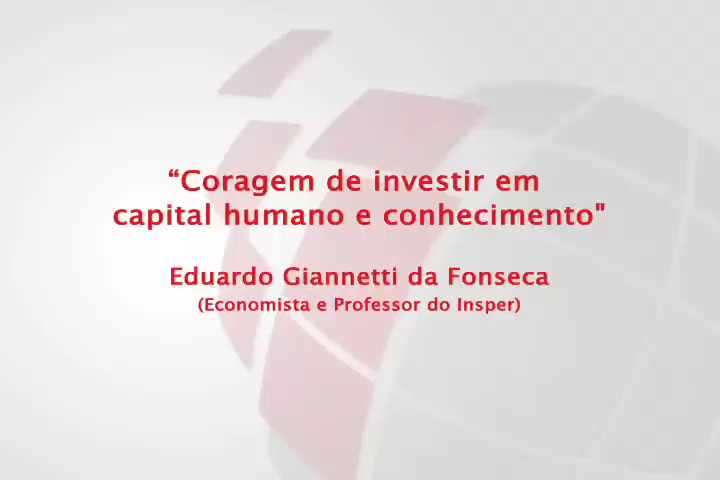 “Coragem de investir em
capital humano e conhecimento"
Eduardo Giannetti da Fonseca
(Economista e Professor do Insper)